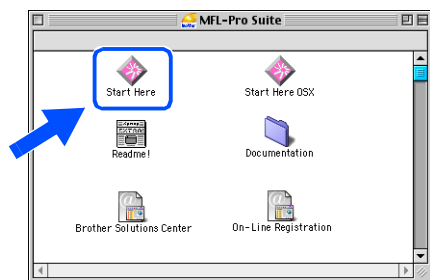 MFL-Pro Suite
Start Here
Start Here OSX
Readme!
Documentation
Brother Solutions Center
On-Line Registration